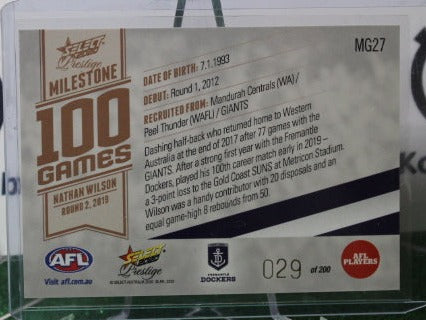 SELECT
Prestige
MILESTONE
100
GAMES
NATHAN WILSON
ROUND 2, 2019
MG27
DATE OF BIRTH: 7.1.1993
DEBUT: Round 1, 2012
RECRUITED FROM: Mandurah Centrals (WA) /
Peel Thunder (WAFL) / GIANTS
Dashing half-back who returned home to Western
Australia at the end of 2017 after 77 games with the
GIANTS. After a strong first year with the Fremantle
Dockers, played his 100th career match early in 2019 –
a 3-point loss to the Gold Coast SUNS at Metricon Stadium.
Wilson was a handy contributor with 20 disposals and an
equal game-high 8 rebounds from 50.
AFL
Visit afl.com.au
SELECT
Prestige
FREMANTLE
DOCKERS
029 of 200
AFL
PLAYERS